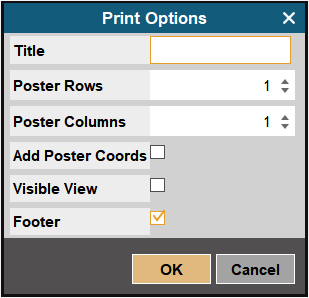 Print Options
Title
Poster Rows 1
Poster Columns 1
Add Poster Coords
Visible View
Footer
OK Cancel